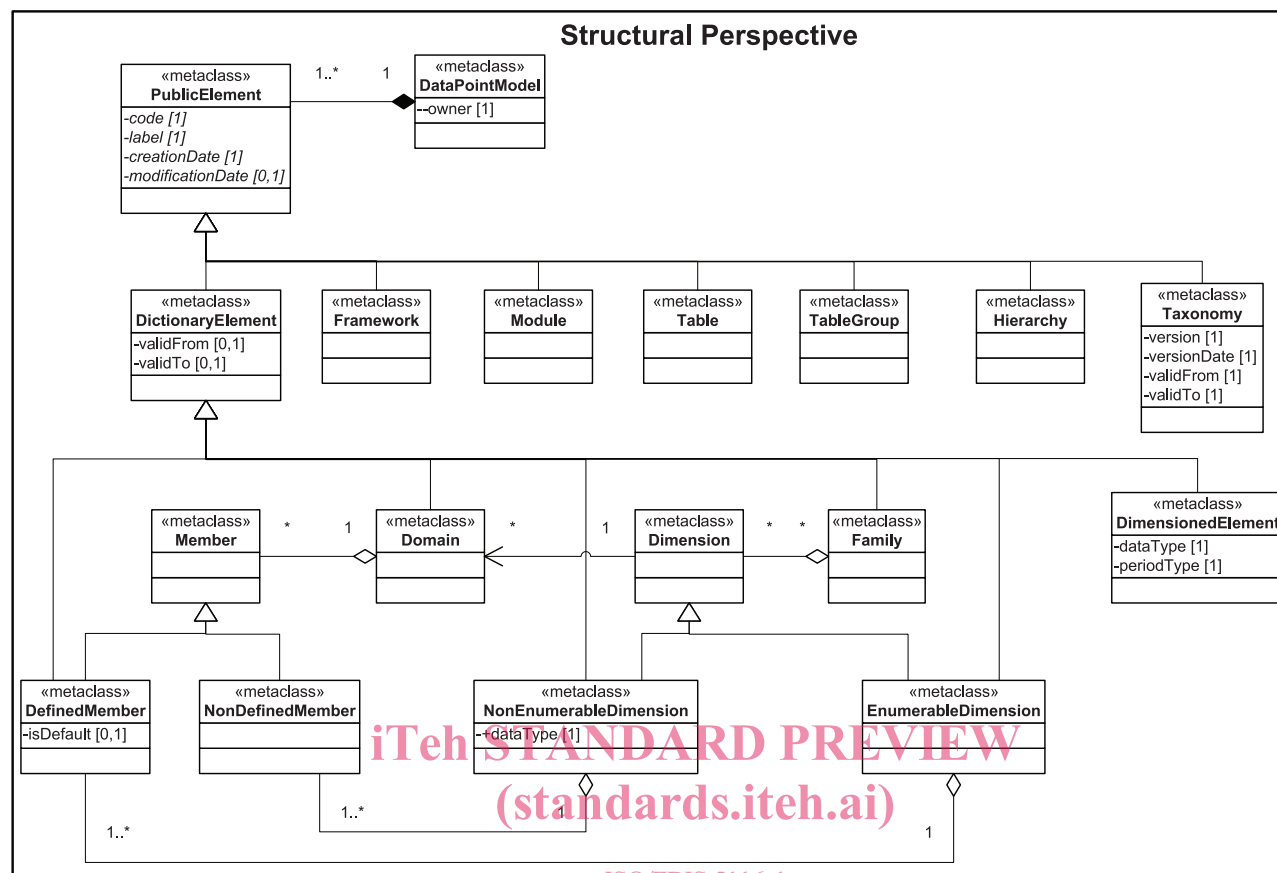 Structural Perspective
«metaclass»
PublicElement
-code [1]
-label [1]
-creationDate [1]
-modificationDate [0,1]
1..*
1
«metaclass»
DataPointModel
--owner [1]
«metaclass»
DictionaryElement
-validFrom [0,1]
-validTo [0,1]
«metaclass»
Framework
«metaclass»
Module
«metaclass»
Table
«metaclass»
TableGroup
«metaclass»
Hierarchy
«metaclass»
Taxonomy
-version [1]
-versionDate [1]
-validFrom [1]
-validTo [1]
«metaclass»
Member
*
1
«metaclass»
Domain
*
1
«metaclass»
Dimension
*
*
«metaclass»
Family
«metaclass»
DimensionedElement
-dataType [1]
-periodType [1]
«metaclass»
DefinedMember
-isDefault [0,1]
«metaclass»
NonDefinedMember
«metaclass»
NonEnumerableDimension
-+dataType [1]
«metaclass»
EnumerableDimension
iTeh STANDARD PREVIEW
(standards.iteh.ai)
1..*
1
1..*
1